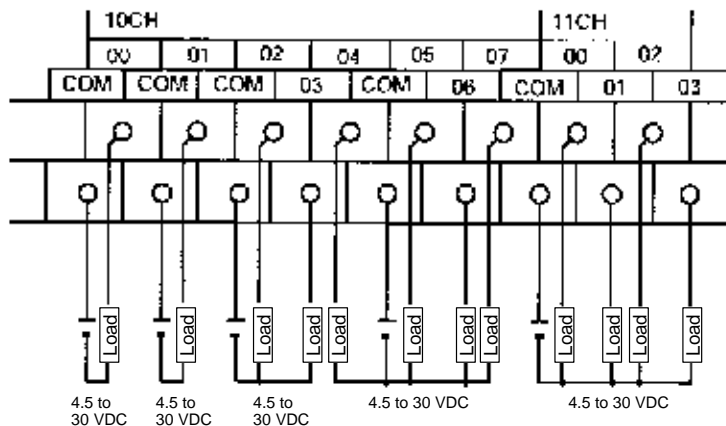 10CH 11CH
00 01 02 04 05 07 00 02
COM COM COM 03 COM 06 COM 01 03
Load Load Load Load Load Load Load Load Load Load Load Load
4.5 to 4.5 to 4.5 to 4.5 to 30 VDC 4.5 to 30 VDC
30 VDC 30 VDC 30 VDC